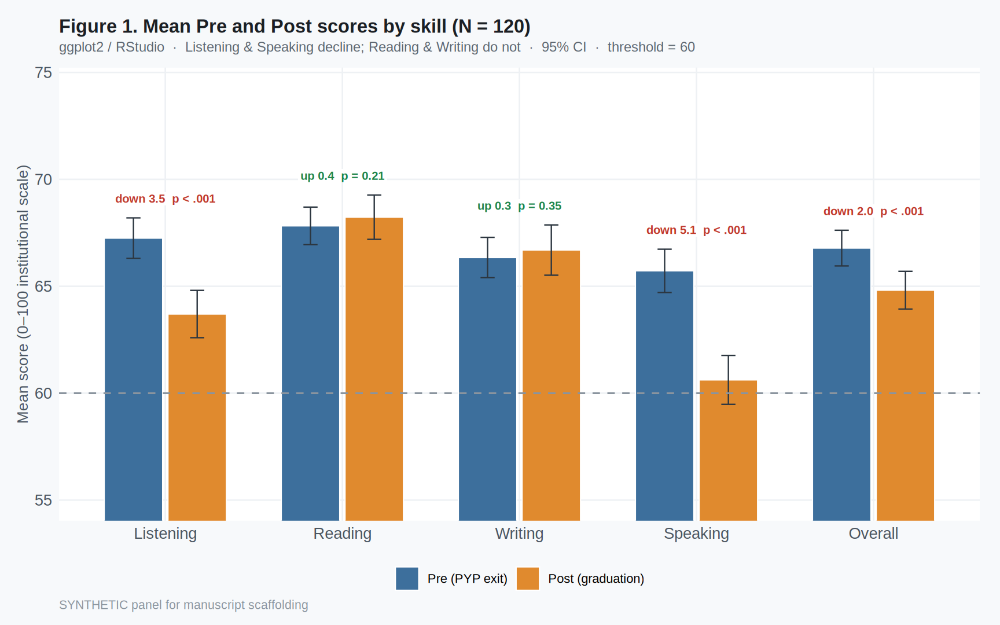 Figure 1. Mean Pre and Post scores by skill (N = 120)
ggplot2 / RStudio · Listening & Speaking decline; Reading & Writing do not · 95% CI · threshold = 60
Mean score (0–100 institutional scale)
75
70
65
60
55
down 3.5 p < .001
up 0.4 p = 0.21
up 0.3 p = 0.35
down 5.1 p < .001
down 2.0 p < .001
Listening
Reading
Writing
Speaking
Overall
Pre (PYP exit)
Post (graduation)
SYNTHETIC panel for manuscript scaffolding